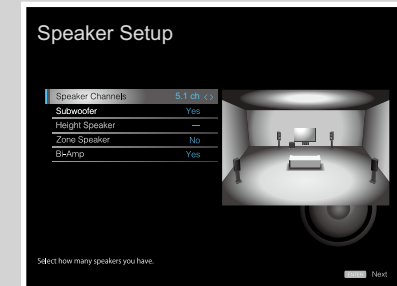 Speaker Setup
Speaker Channels 5.1 ch <>
Subwoofer Yes
Height Speaker —
Zone Speaker No
Bi-Amp Yes
Select how many speakers you have.
ENTER Next